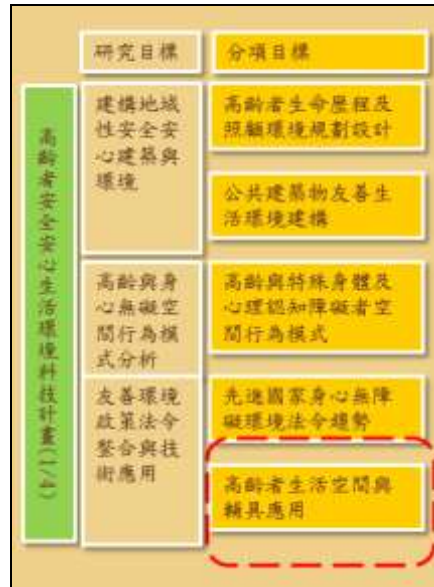 研究目標
分項目標
高齡者安全安心生活環境科技計畫(1/4)
建構地域
性安全安
心建築與
環境
高齡者生命歷程及
照顧環境規劃設計
公共建築物友善生
活環境建構
高齡與身
心無礙空
間行為模
式分析
高齡與特殊身體及
心理認知障礙者空
間行為模式
友善環境
政策法令
整合與技
術應用
先進國家身心無障
礙環境法令趨勢
高齡者生活空間與
輔具應用